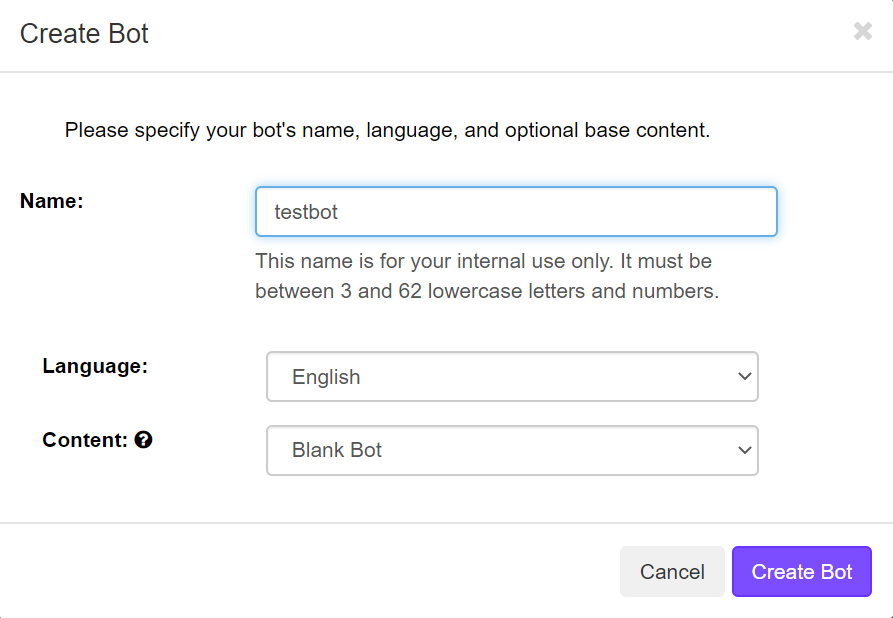 Create Bot
Please specify your bot's name, language, and optional base content.
Name:
testbot
This name is for your internal use only. It must be
between 3 and 62 lowercase letters and numbers.
Language:
English
Content:
Blank Bot
Cancel
Create Bot